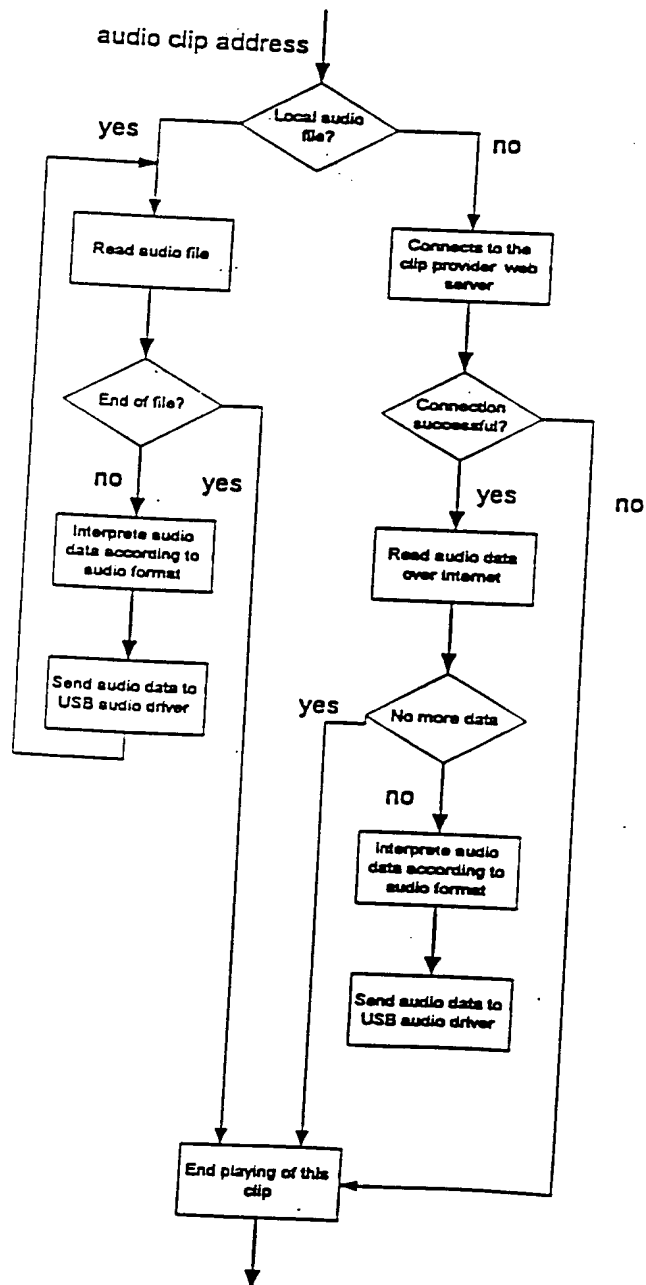 audio clip address
Local audio
file?
yes
no
Read audio file
Connects to the
clip provider web
server
End of file?
Connection
successful?
no
yes
yes
no
Interprete audio
data according to
audio format
Read audio data
over internet
Send audio data to
USB audio driver
yes
No more data
no
Interprete audio
data according to
audio format
Send audio data to
USB audio driver
End playing of this
clip